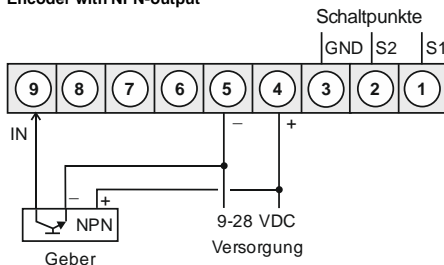 Encoder with NPN-output
Schaltpunkte
GND S2 S1
9 8 7 6 5 4 3 2 1
IN − +
− +
NPN 9-28 VDC
Geber Versorgung